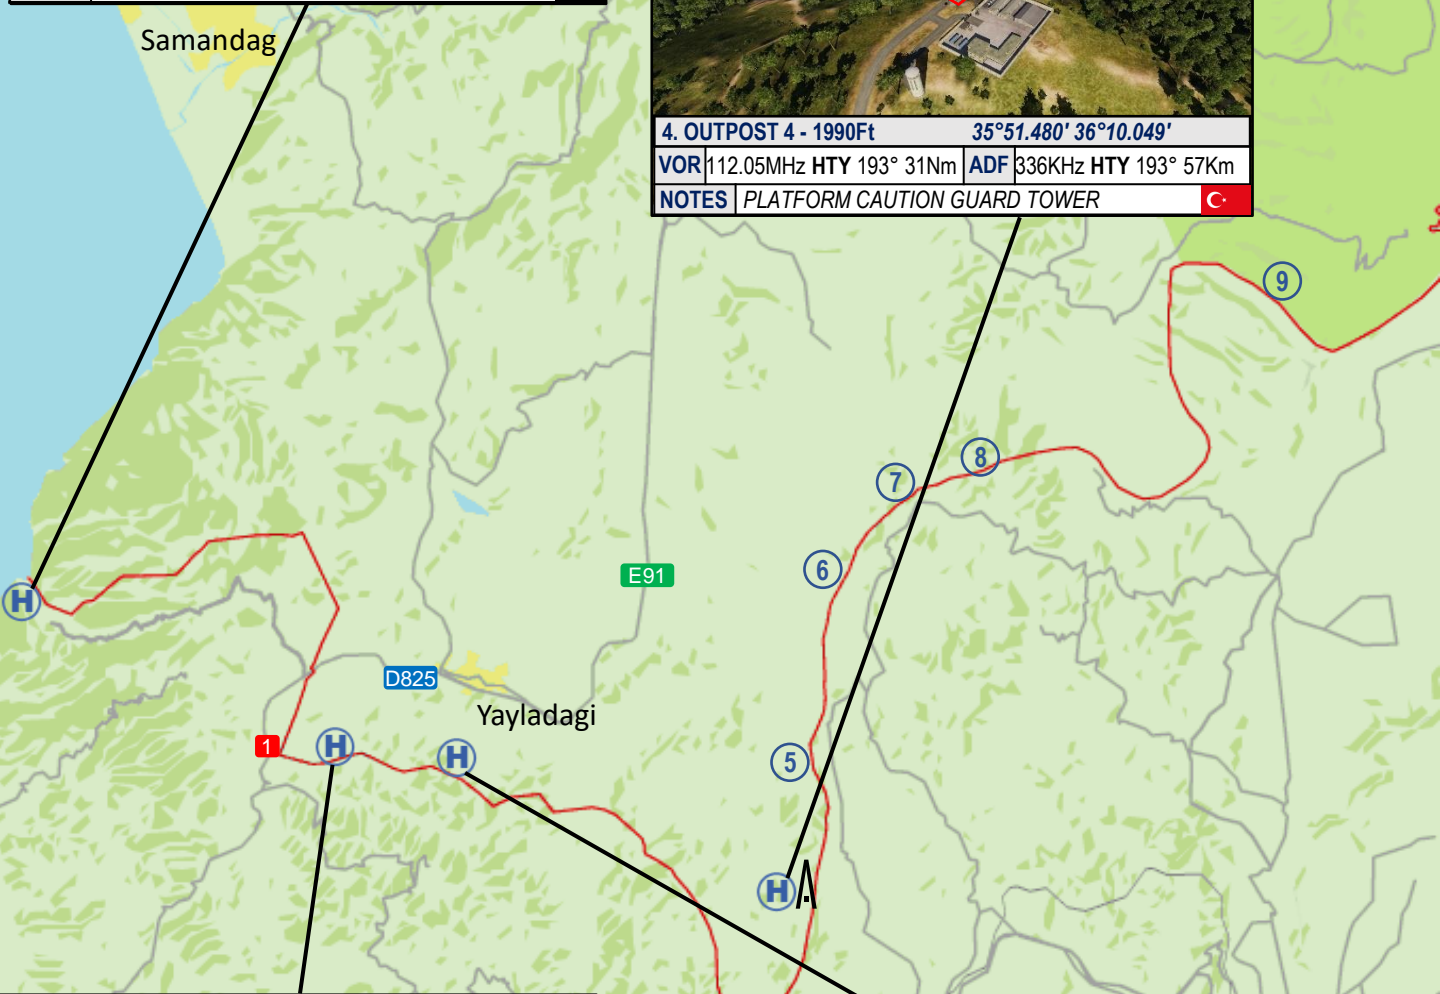 Samandag
4. OUTPOST 4 - 1990Ft 35°51.480' 36°10.049'
VOR 112.05MHz HTY 193° 31Nm ADF 336KHz HTY 193° 57Km
NOTES PLATFORM CAUTION GUARD TOWER
9
8
7
6
E91
H
D825
Yayladagi
1
H
H
5
H